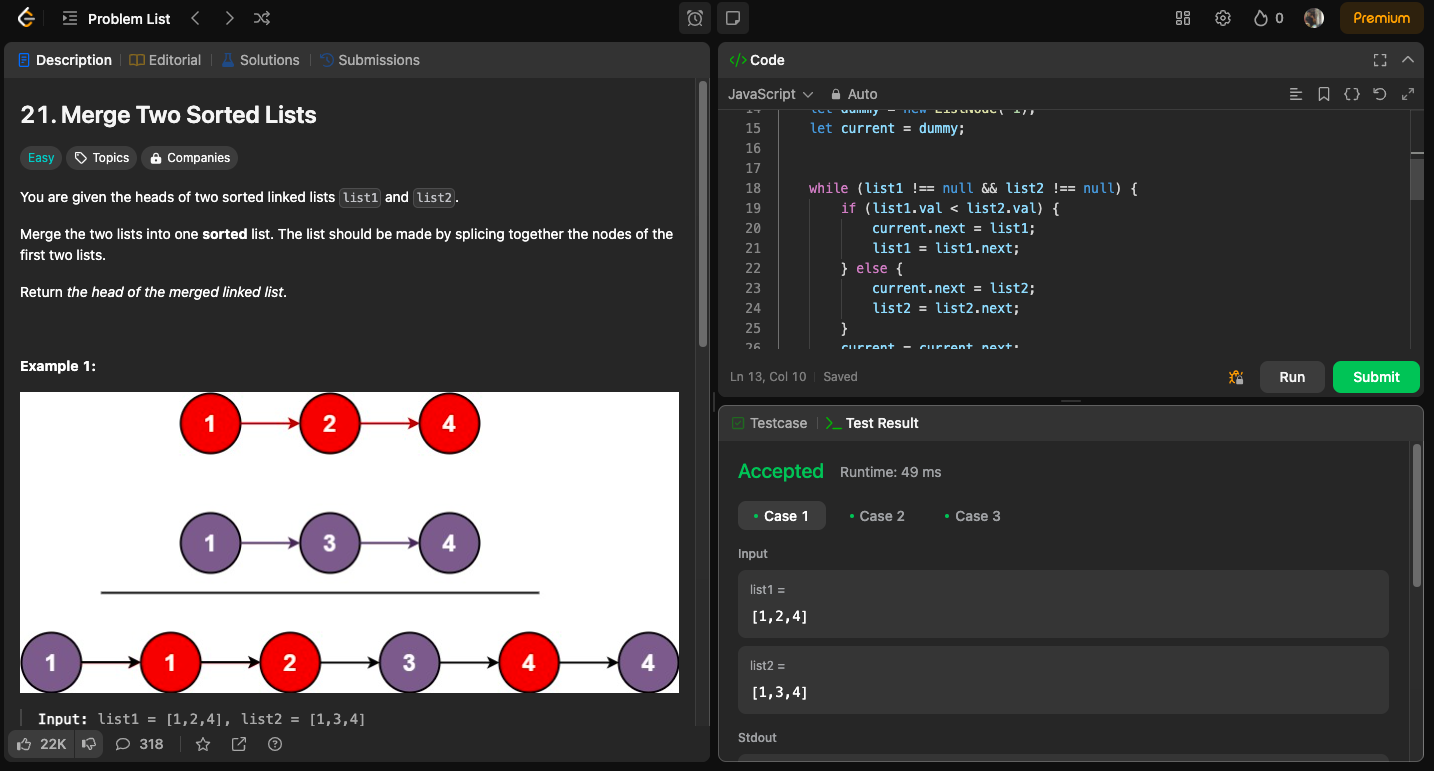 Problem List
0
Premium
Description
Editorial
Solutions
Submissions
21. Merge Two Sorted Lists
Easy
Topics
Companies
You are given the heads of two sorted linked lists list1 and list2.
Merge the two lists into one sorted list. The list should be made by splicing together the nodes of the
first two lists.
Return the head of the merged linked list.
Example 1:
1 2 4
1 3 4
1 1 2 3 4 4
Input: list1 = [1,2,4], list2 = [1,3,4]
22K
318
</> Code
JavaScript
Auto
15 let current = dummy;
16
17
18 while (list1 !== null && list2 !== null) {
19 if (list1.val < list2.val) {
20 current.next = list1;
21 list1 = list1.next;
22 } else {
23 current.next = list2;
24 list2 = list2.next;
25 }
26 current = current.next;
Ln 13, Col 10
Saved
Run
Submit
Testcase
Test Result
Accepted
Runtime: 49 ms
Case 1
Case 2
Case 3
Input
list1 =
[1,2,4]
list2 =
[1,3,4]
Stdout